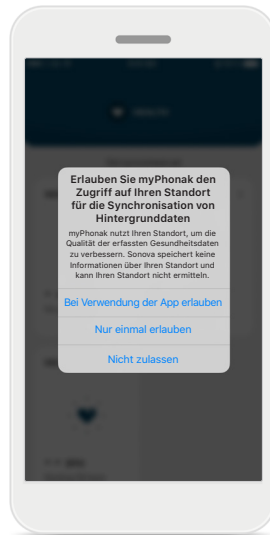 Erlauben Sie myPhonak den
Zugriff auf Ihren Standort
für die Synchronisation von
Hintergrunddaten
myPhonak nutzt Ihren Standort, um die
Qualität der erfassten Gesundheitsdaten
zu verbessern. Sonova speichert keine
Informationen über Ihren Standort und
kann Ihren Standort nicht ermitteln.
Bei Verwendung der App erlauben
Nur einmal erlauben
Nicht zulassen